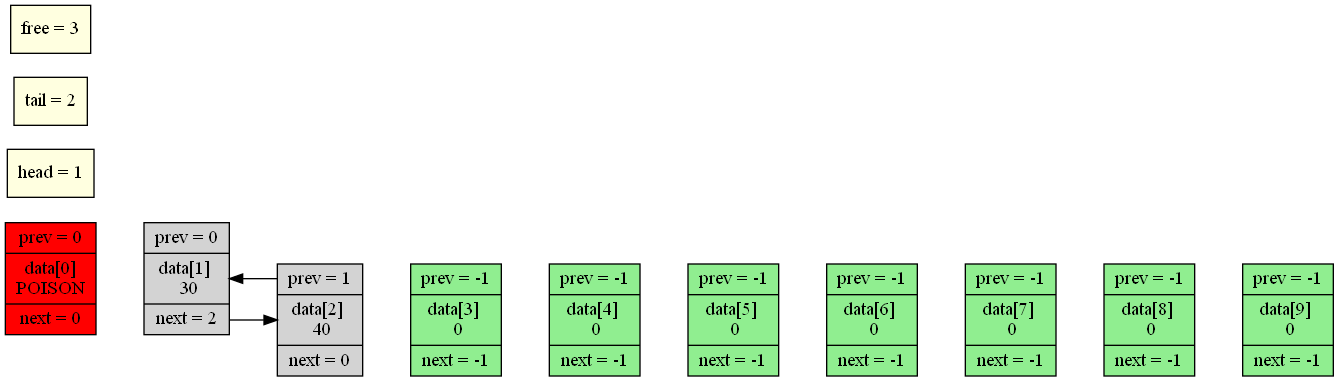 free = 3
tail = 2
head = 1
prev = 0
data[0]
POISON
next = 0
prev = 0
data[1]
30
next = 2
prev = 1
data[2]
40
next = 0
prev = -1
data[3]
0
next = -1
prev = -1
data[4]
0
next = -1
prev = -1
data[5]
0
next = -1
prev = -1
data[6]
0
next = -1
prev = -1
data[7]
0
next = -1
prev = -1
data[8]
0
next = -1
prev = -1
data[9]
0
next = -1